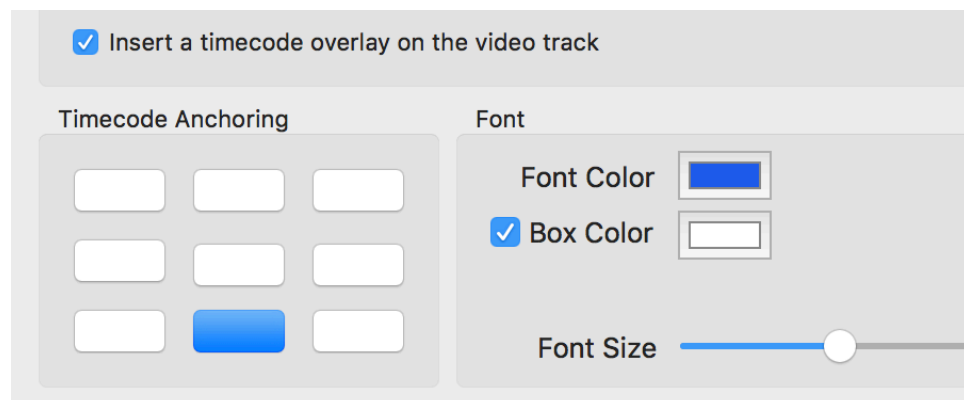 Insert a timecode overlay on the video track
Timecode Anchoring
Font
Font Color
Box Color
Font Size